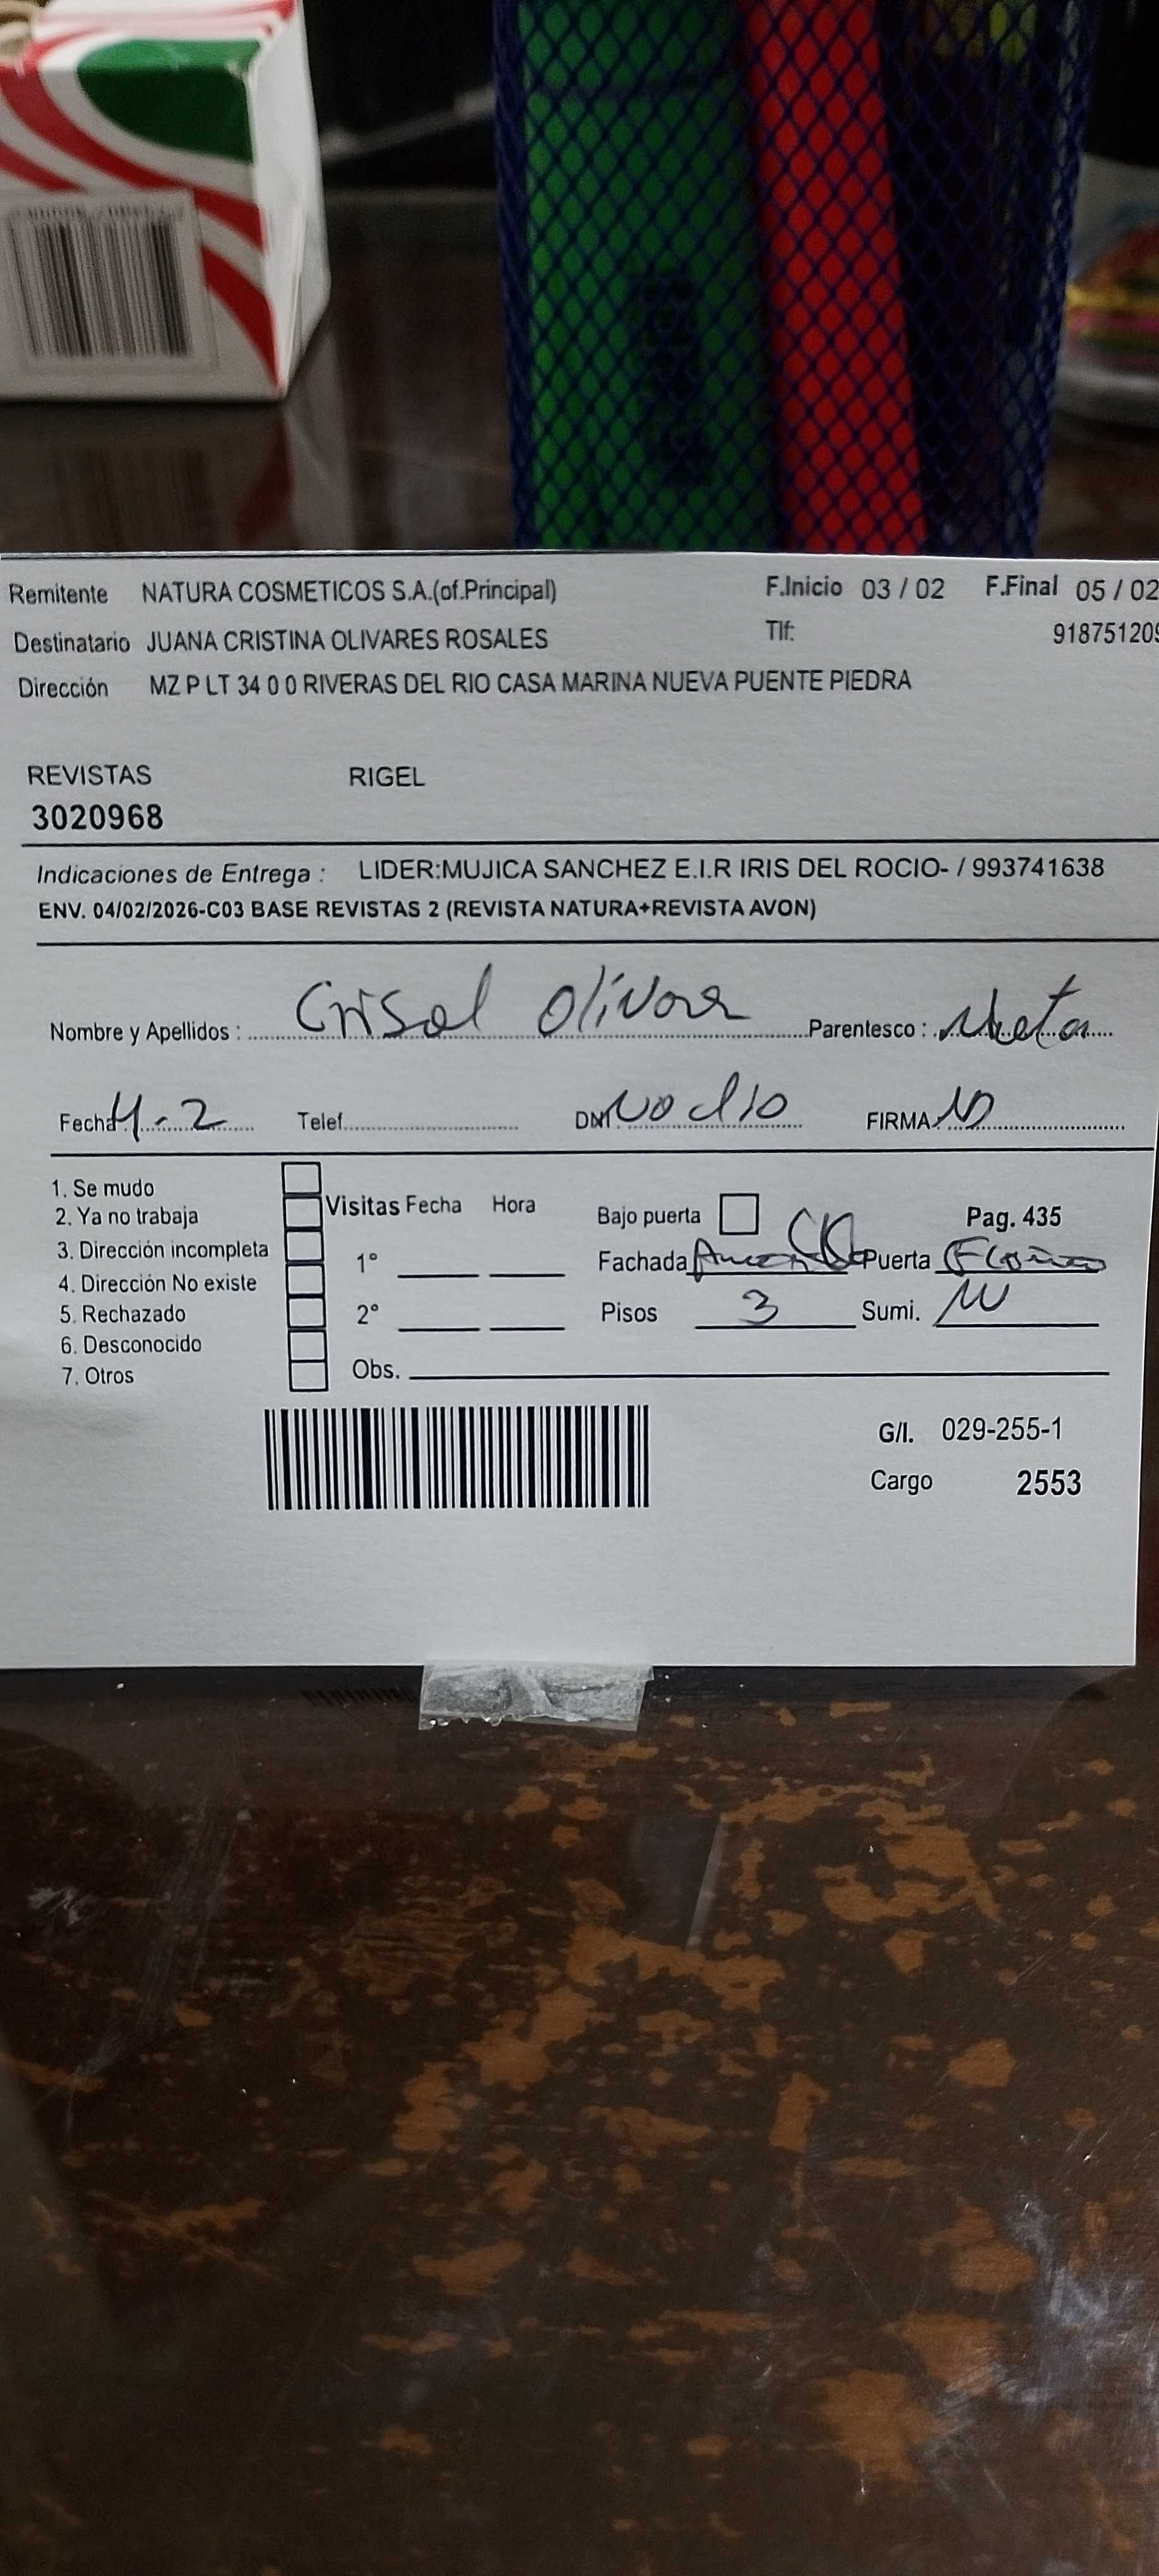 Remitente NATURA COSMETICOS S.A.(of.Principal) F.Inicio 03 / 02 F.Final 05 / 02
Destinatario JUANA CRISTINA OLIVARES ROSALES Tlf: 91875120
Dirección MZ P LT 34 0 0 RIVERAS DEL RIO CASA MARINA NUEVA PUENTE PIEDRA
REVISTAS RIGEL
3020968
Indicaciones de Entrega : LIDER:MUJICA SANCHEZ E.I.R IRIS DEL ROCIO- / 993741638
ENV. 04/02/2026-C03 BASE REVISTAS 2 (REVISTA NATURA+REVISTA AVON)
Nombre y Apellidos : Crisol Parentesco : Nieta
Fecha 4-2 Telef. DNI No dio FIRMA:
1. Se mudo
2. Ya no trabaja
3. Dirección incompleta
4. Dirección No existe
5. Rechazado
6. Desconocido
7. Otros
Visitas Fecha Hora
1°
2°
Obs.
Bajo puerta Pag. 435
Fachada Puerta
Pisos 3 Sumi.
G/I. 029-255-1
Cargo 2553